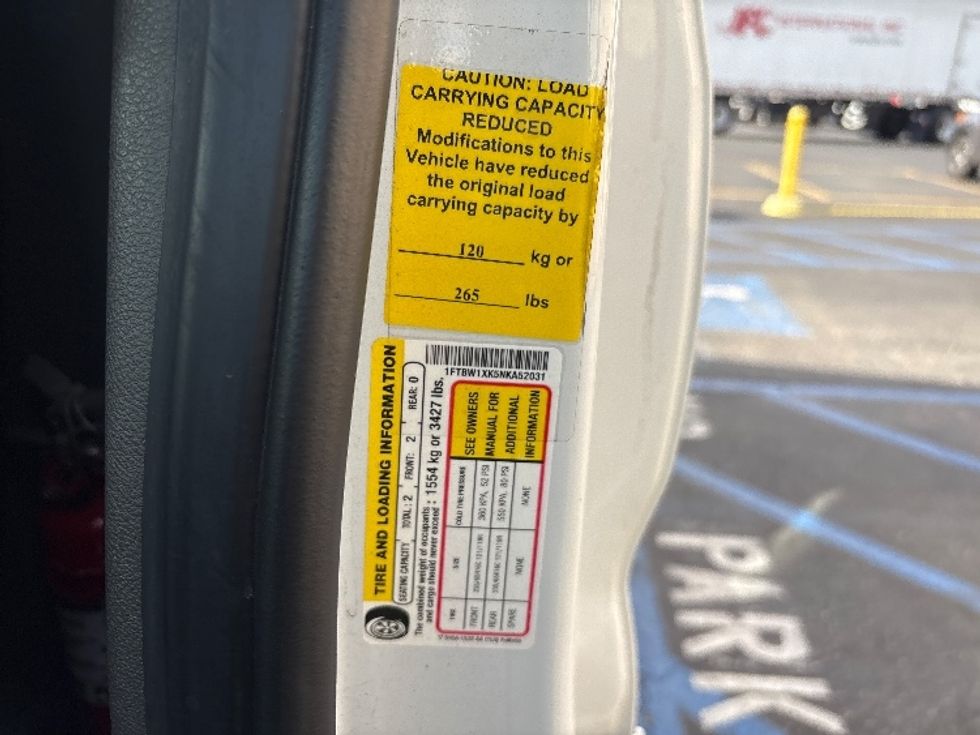 CAUTION: LOAD
CARRYING CAPACITY
REDUCED
Modifications to this
Vehicle have reduced
the original load
carrying capacity by
120 kg or
265 lbs
1FTBW1XK5NKA52031
TIRE AND LOADING INFORMATION
SEATING CAPACITY TOTAL: 2 FRONT: 2 REAR: 0
The combined weight of occupants
and cargo should never exceed : 1554 kg or 3427 lbs.
TIRE SIZE COLD TIRE PRESSURE
FRONT 360 KPA, 52 PSI
REAR 550 KPA, 80 PSI
SPARE NONE NONE
SEE OWNERS
MANUAL FOR
ADDITIONAL
INFORMATION
INTERNATIONAL, INC
PARK